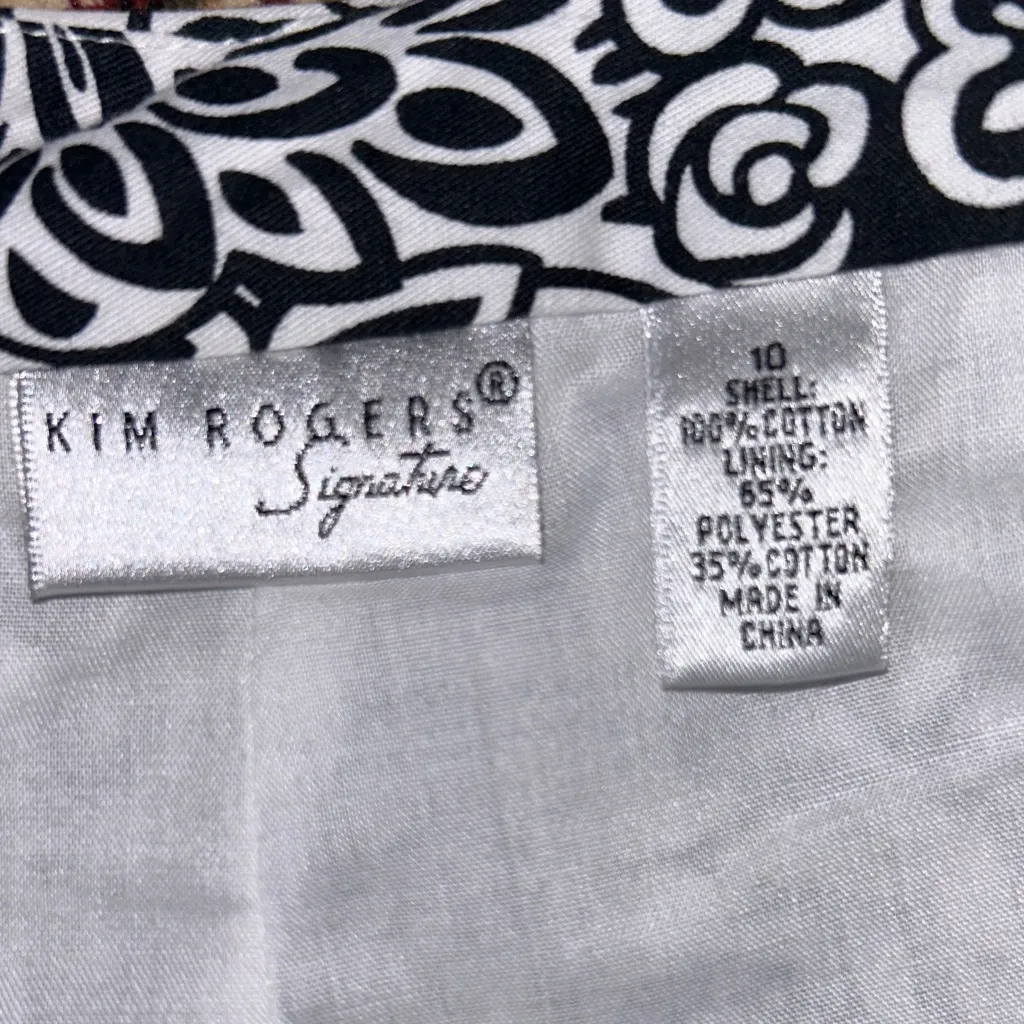 KIM ROGERS®
Signature
10
SHELL:
100% COTTON
LINING:
65%
POLYESTER
35% COTTON
MADE IN
CHINA